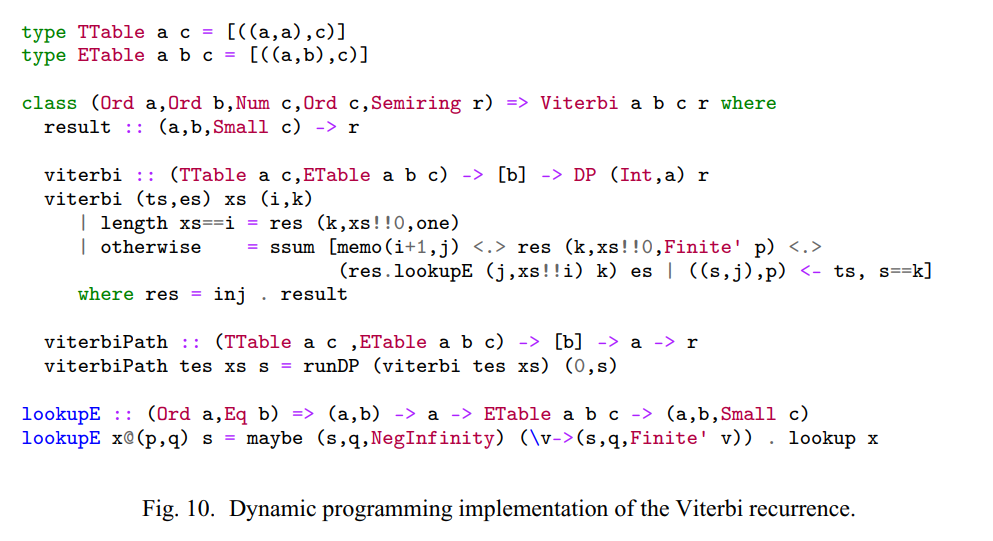 type TTable a c = [((a,a),c)]
type ETable a b c = [((a,b),c)]
class (Ord a,Ord b,Num c,Ord c,Semiring r) => Viterbi a b c r where
  result :: (a,b,Small c) -> r
  viterbi :: (TTable a c,ETable a b c) -> [b] -> DP (Int,a) r
  viterbi (ts,es) xs (i,k)
     | length xs==i = res (k,xs!!0,one)
     | otherwise    = ssum [memo(i+1,j) <.> res (k,xs!!0,Finite' p) <.>
                            (res.lookupE (j,xs!!i) k) es | ((s,j),p) <- ts, s==k]
     where res = inj . result
  viterbiPath :: (TTable a c ,ETable a b c) -> [b] -> a -> r
  viterbiPath tes xs s = runDP (viterbi tes xs) (0,s)
lookupE :: (Ord a,Eq b) => (a,b) -> a -> ETable a b c -> (a,b,Small c)
lookupE x@(p,q) s = maybe (s,q,NegInfinity) (\v->(s,q,Finite' v)) . lookup x
Fig. 10. Dynamic programming implementation of the Viterbi recurrence.